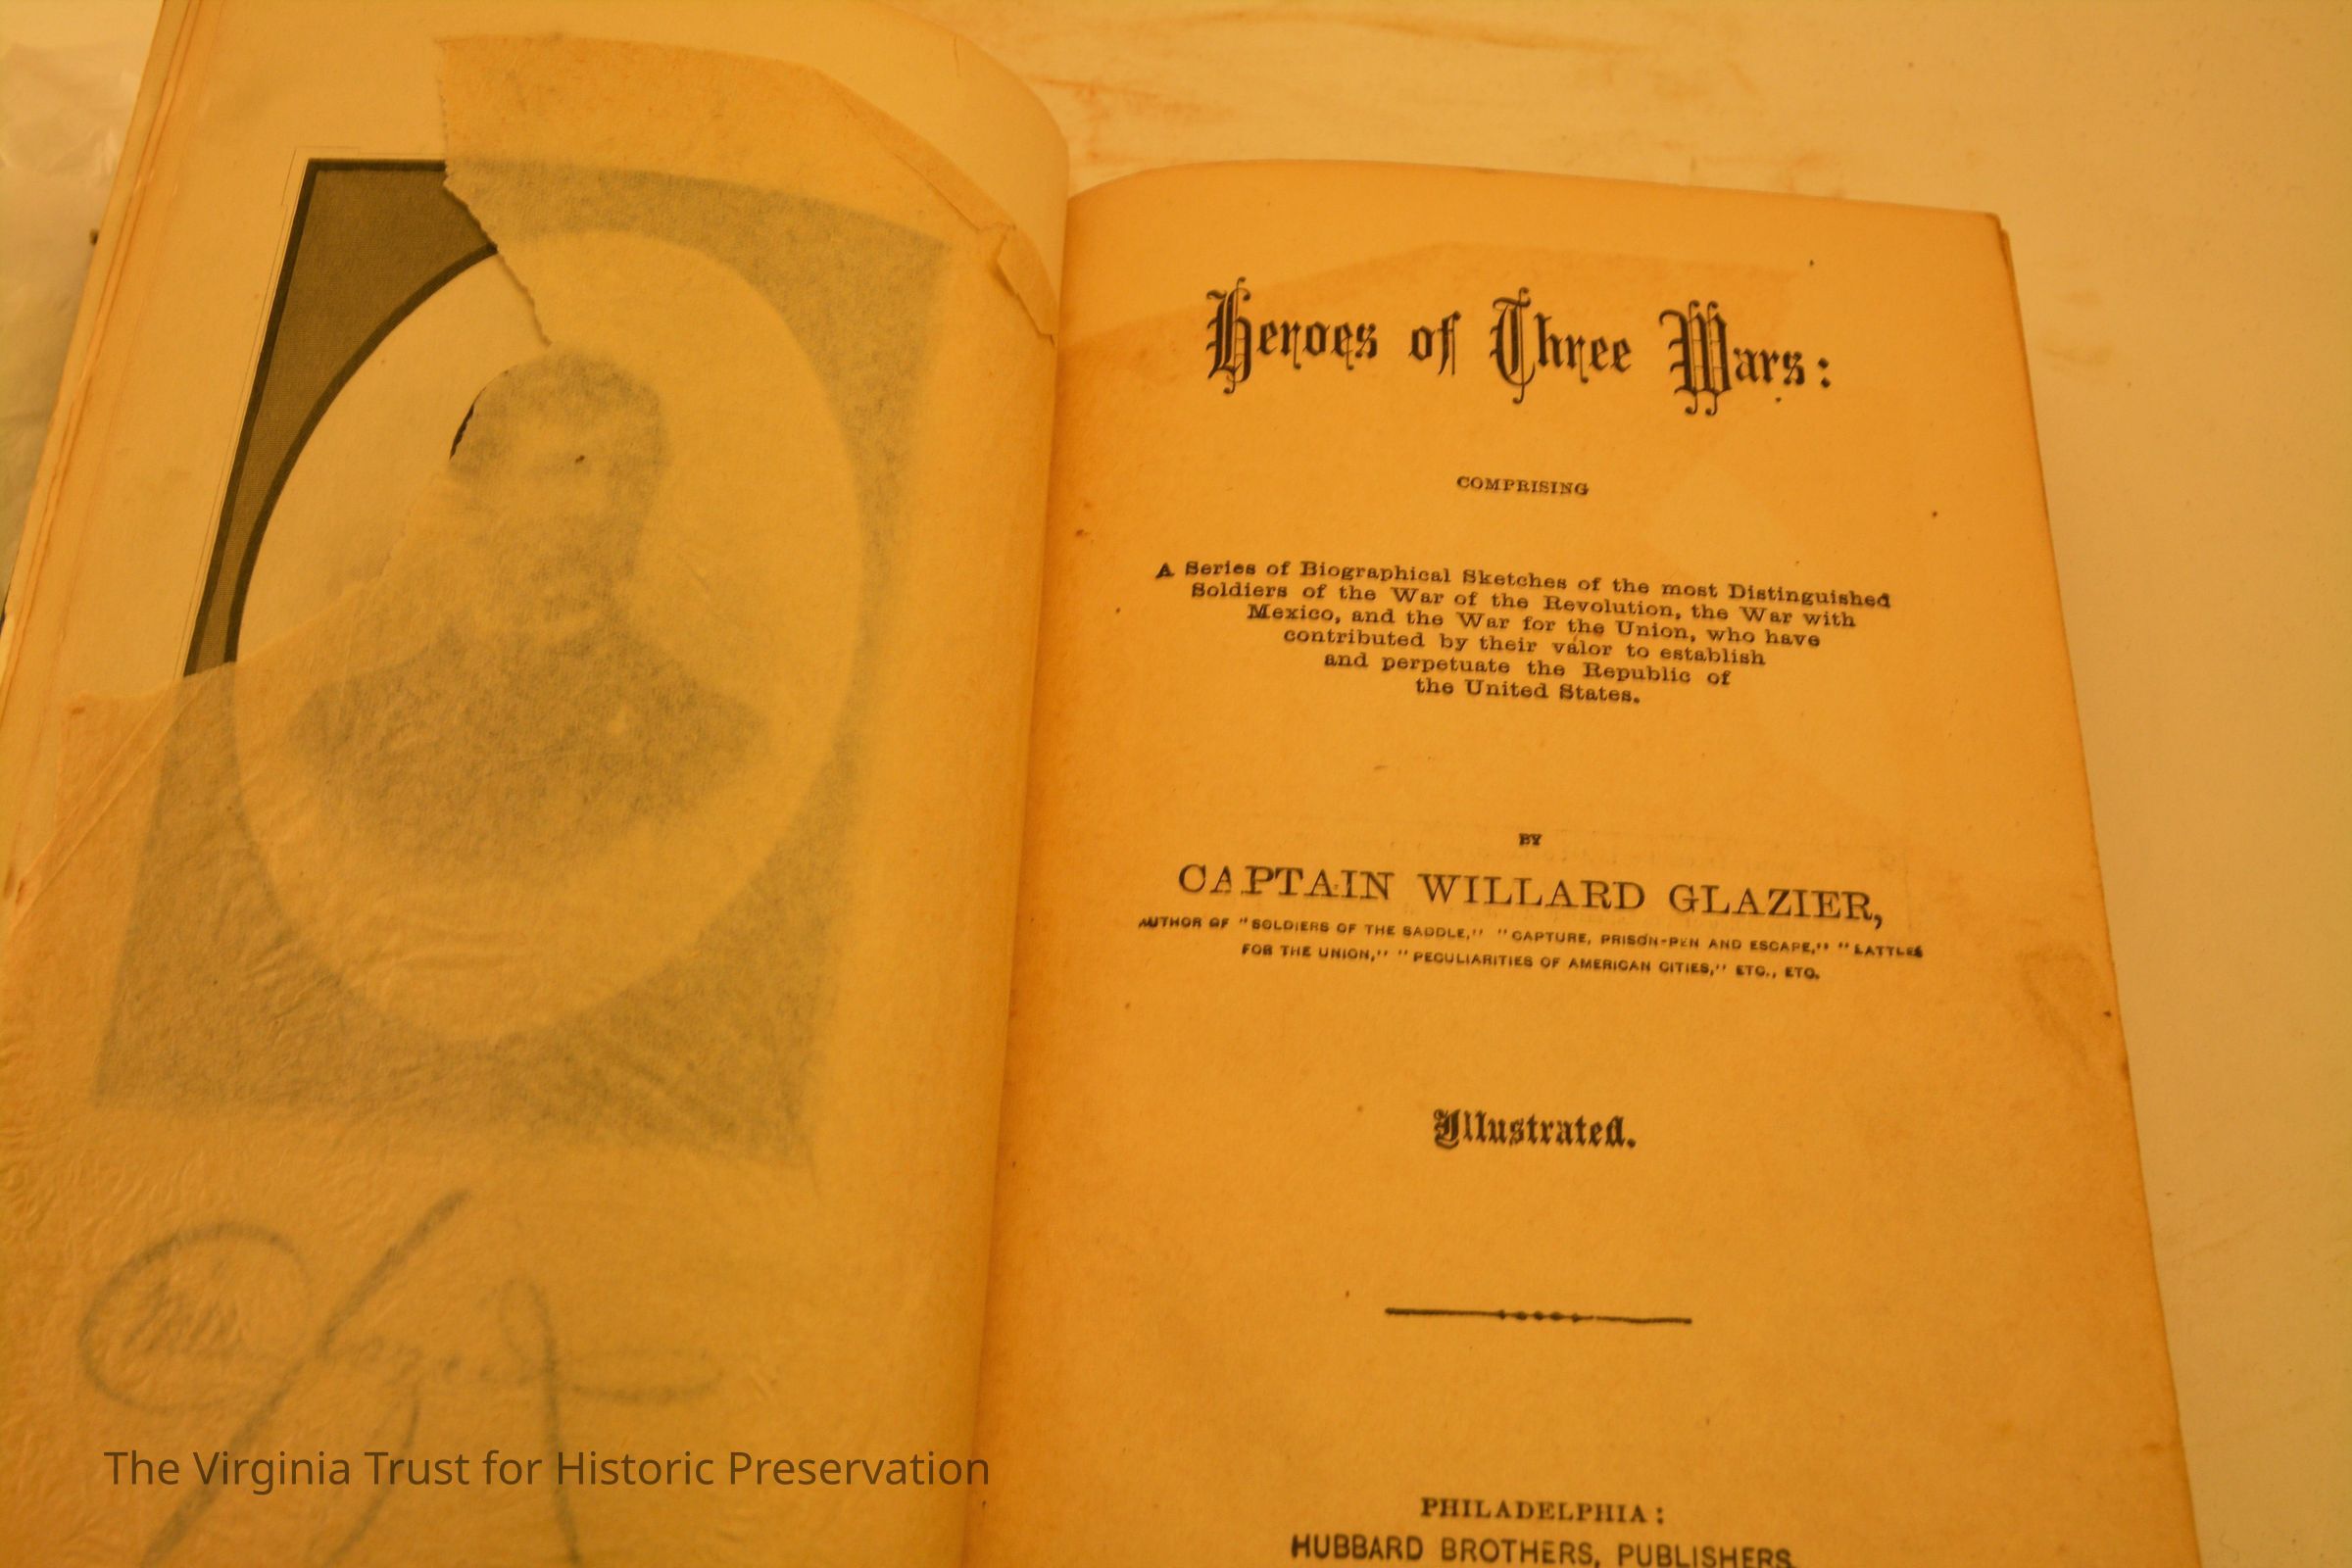 Heroes of Three Wars:
COMPRISING
A Series of Biographical Sketches of the most Distinguished
Soldiers of the War of the Revolution, the War with
Mexico, and the War for the Union, who have
contributed by their valor to establish
and perpetuate the Republic of
the United States.
BY
CAPTAIN WILLARD GLAZIER,
AUTHOR OF "SOLDIERS OF THE SADDLE," "CAPTURE, PRISON-PEN AND ESCAPE," "LATTLES
FOR THE UNION," "PECULIARITIES OF AMERICAN CITIES," ETC., ETC.
Illustrated.
PHILADELPHIA:
HUBBARD BROTHERS, PUBLISHERS.
The Virginia Trust for Historic Preservation